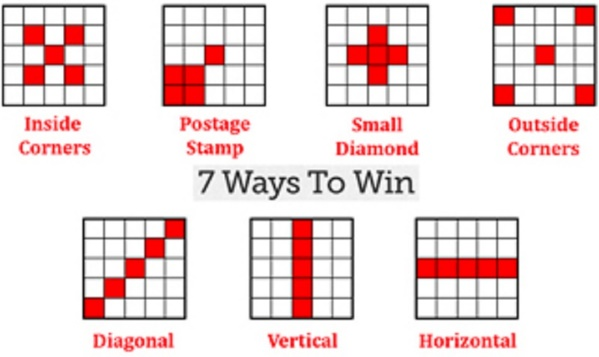 Inside
Corners
Postage
Stamp
Small
Diamond
Outside
Corners
7 Ways To Win
Diagonal
Vertical
Horizontal